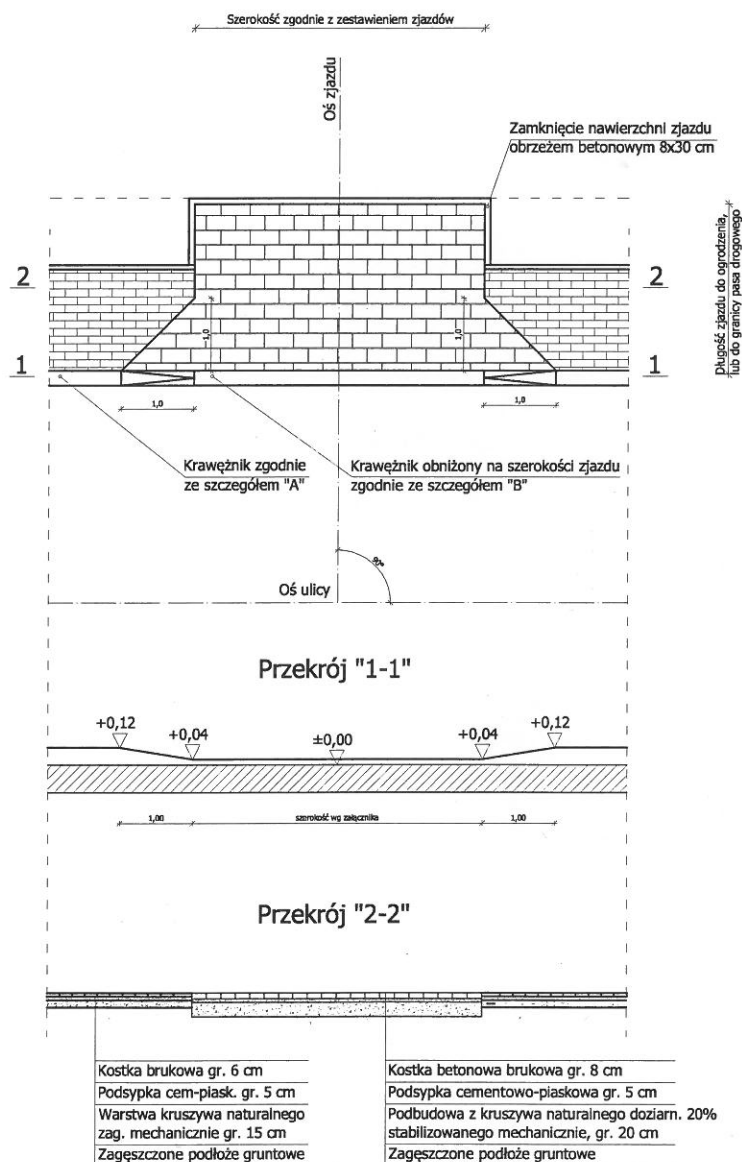 Szerokość zgodnie z zestawieniem zjazdów
Oś zjazdu
Zamknięcie nawierzchni zjazdu
obrzeżem betonowym 8x30 cm
Długość zjazdu do ogrodzenia,
lub do granicy pasa drogowego
2
2
1,0
1,0
1
1
1,0
1,0
Krawężnik zgodnie
ze szczegółem "A"
Krawężnik obniżony na szerokości zjazdu
zgodnie ze szczegółem "B"
90°
Oś ulicy
Przekrój "1-1"
+0,12
+0,04
±0,00
+0,04
+0,12
1,00
szerokość wg załącznika
1,00
Przekrój "2-2"
Kostka brukowa gr. 6 cm
Podsypka cem-piask. gr. 5 cm
Warstwa kruszywa naturalnego
zag. mechanicznie gr. 15 cm
Zagęszczone podłoże gruntowe
Kostka betonowa brukowa gr. 8 cm
Podsypka cementowo-piaskowa gr. 5 cm
Podbudowa z kruszywa naturalnego doziarn. 20%
stabilizowanego mechanicznie, gr. 20 cm
Zagęszczone podłoże gruntowe